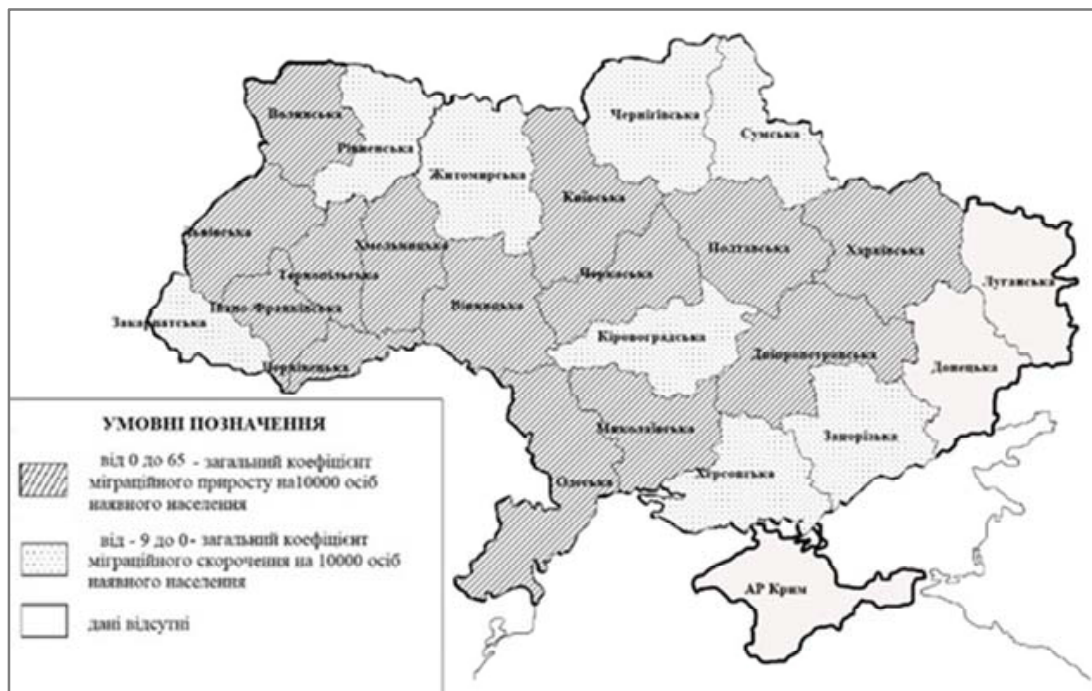 Волинська
Рівненська
Житомирська
Чернігівська
Сумська
Київська
Львівська
Тернопільська
Хмельницька
Івано-Франківська
Вінницька
Черкаська
Полтавська
Харківська
Луганська
Закарпатська
Чернівецька
Кіровоградська
Дніпропетровська
Донецька
Миколаївська
Запорізька
Одеська
Херсонська
АР Крим
УМОВНІ ПОЗНАЧЕННЯ
від 0 до 65 - загальний коефіцієнт
міграційного приросту на10000 осіб
наявного населення
від - 9 до 0- загальний коефіцієнт
міграційного скорочення на 10000 осіб
наявного населення
дані відсутні